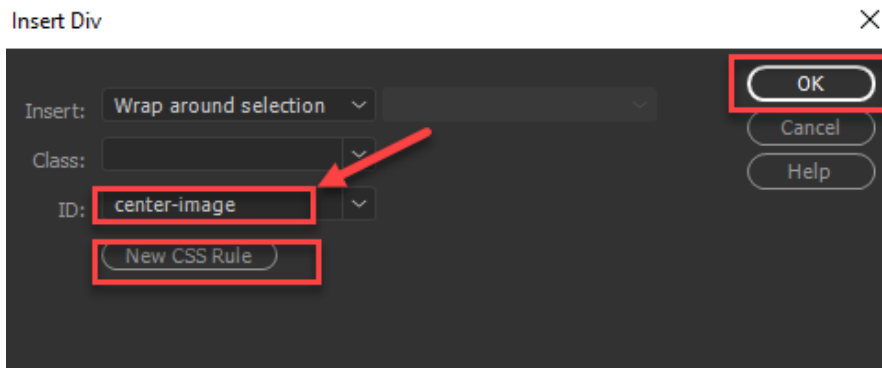 Insert Div
Insert: Wrap around selection
OK
Cancel
Class:
Help
ID: center-image
New CSS Rule